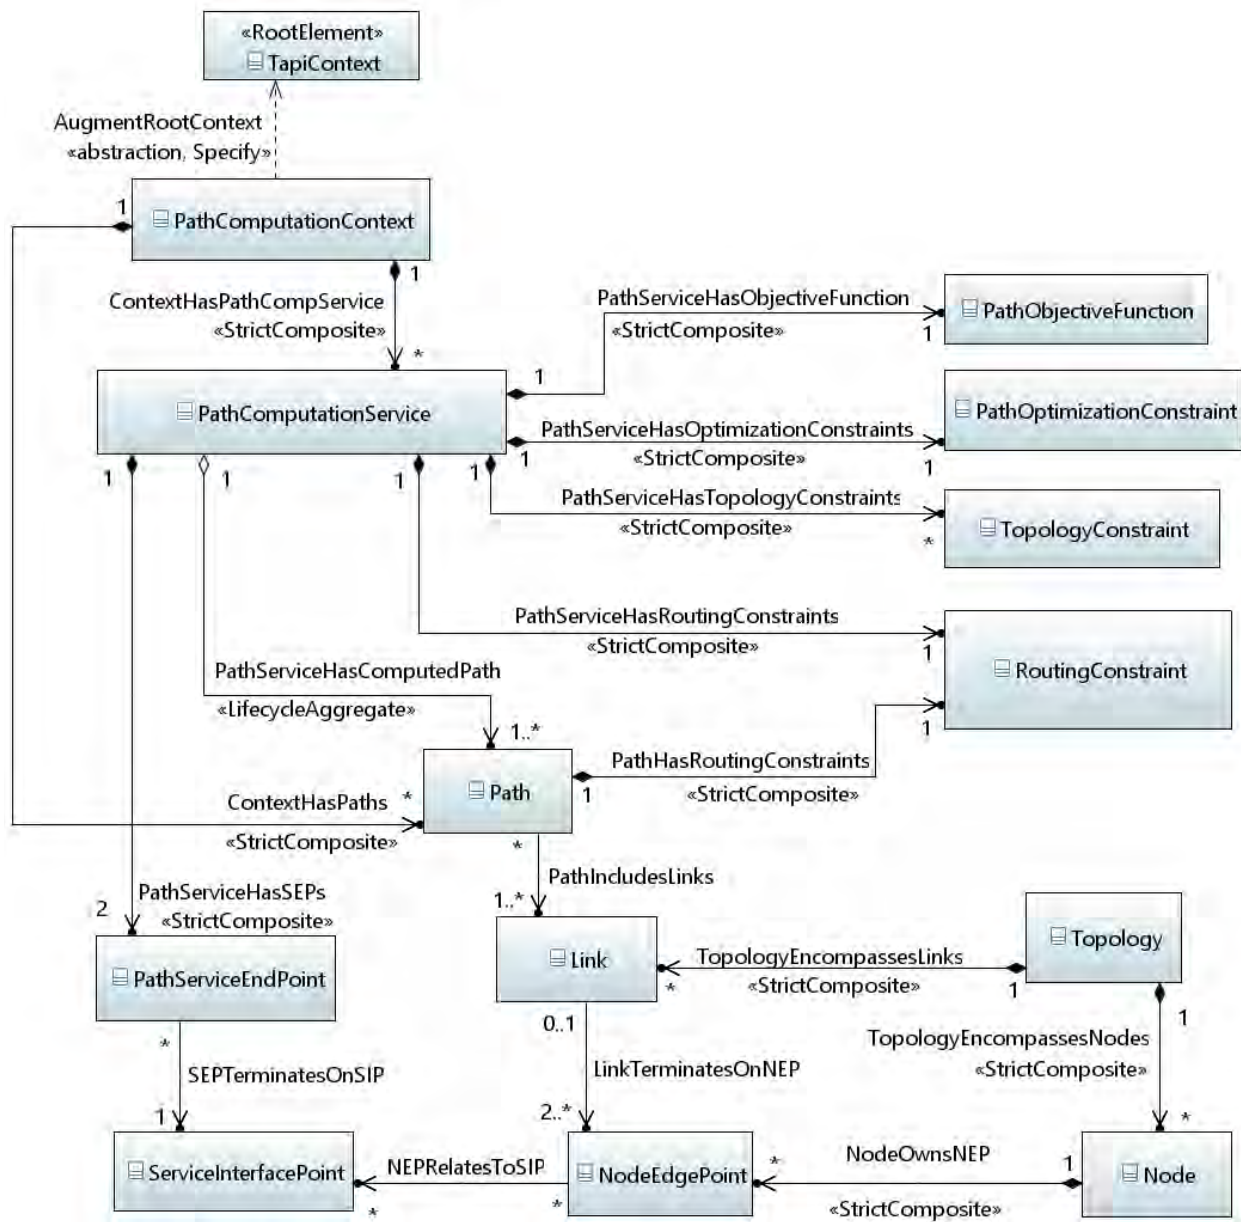 «RootElement»
TapiContext
AugmentRootContext
«abstraction, Specify»
1
PathComputationContext
1
ContextHasPathCompService
«StrictComposite»
*
PathServiceHasObjectiveFunction
«StrictComposite»
1
PathObjectiveFunction
1
PathComputationService
PathServiceHasOptimizationConstraints
«StrictComposite»
1
1
PathOptimizationConstraint
1
1
1
1
PathServiceHasTopologyConstraints
«StrictComposite»
*
TopologyConstraint
PathServiceHasRoutingConstraints
«StrictComposite»
1
RoutingConstraint
PathServiceHasComputedPath
«LifecycleAggregate»
1..*
1
PathHasRoutingConstraints
1
«StrictComposite»
Path
ContextHasPaths
*
«StrictComposite»
*
PathIncludesLinks
1..*
PathServiceHasSEPs
2
«StrictComposite»
PathServiceEndPoint
Link
TopologyEncompassesLinks
*
«StrictComposite»
1
Topology
1
*
0..1
TopologyEncompassesNodes
«StrictComposite»
SEPTerminatesOnSIP
LinkTerminatesOnNEP
1
2..*
*
ServiceInterfacePoint
NEPRelatesToSIP
*
*
NodeEdgePoint
*
NodeOwnsNEP
1
«StrictComposite»
Node